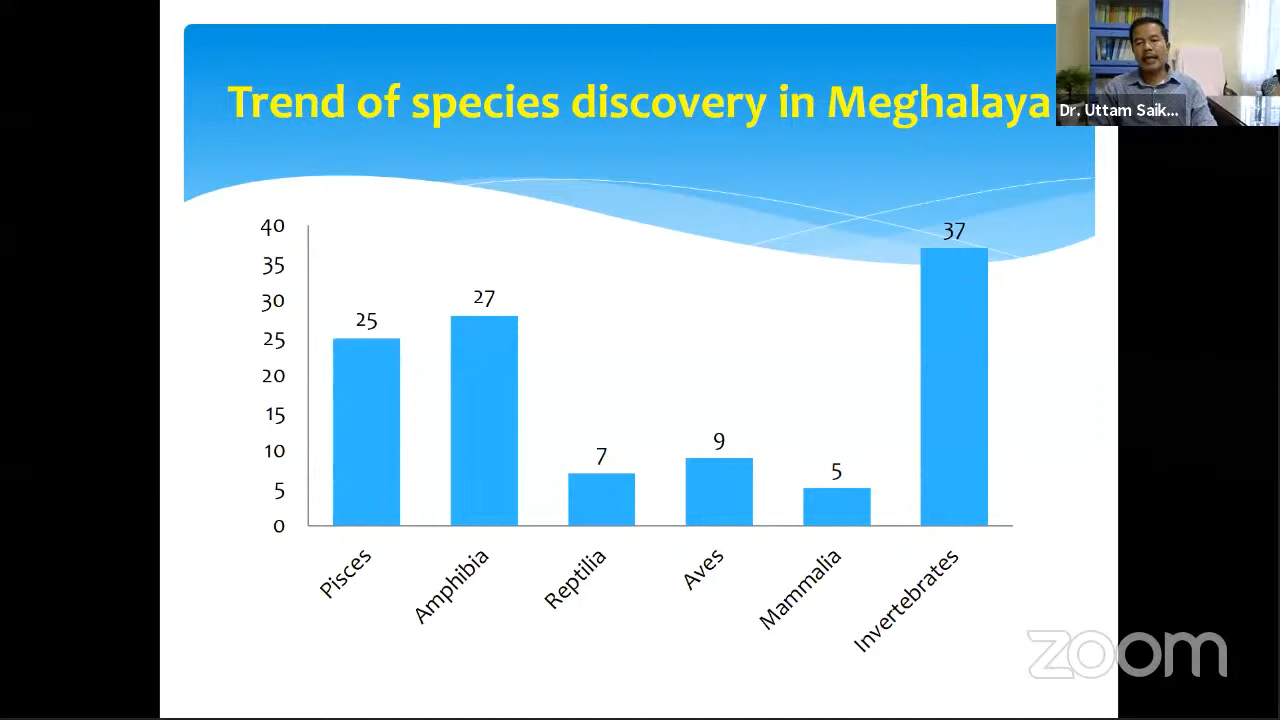 Trend of species discovery in Meghalaya
Dr. Uttam Saik...
40
35
30
25
20
15
10
5
0
25
27
7
9
5
37
Pisces
Amphibia
Reptilia
Aves
Mammalia
Invertebrates
zoom